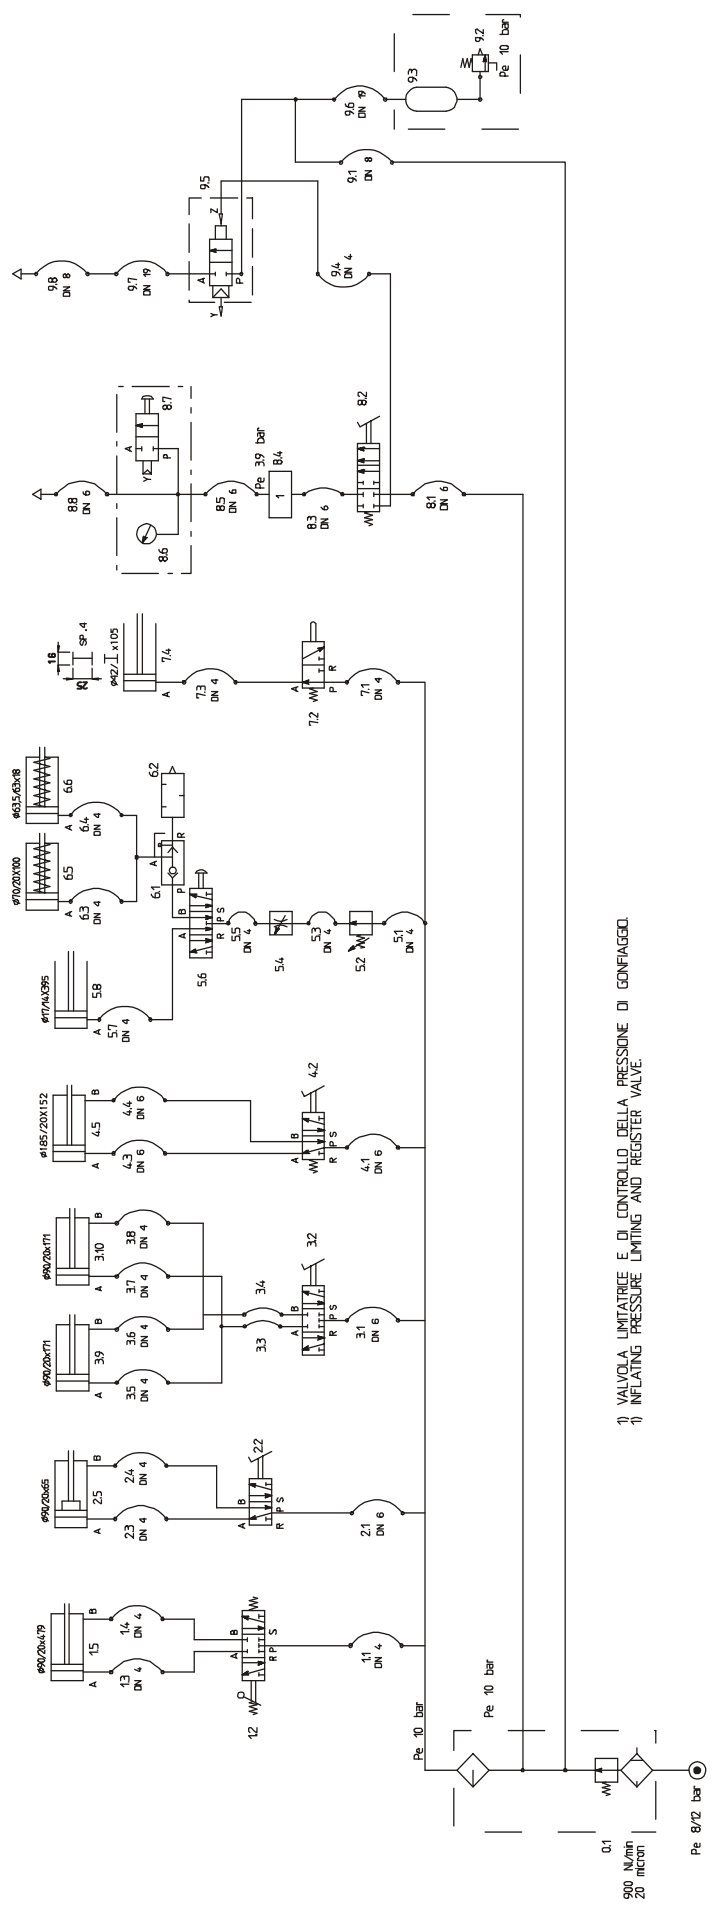 Pe 8/12 bar
900 Nl/min
20 micron
0.1
Pe 10 bar
Pe 10 bar
ø90/20x479
1.5
A
B
1.3
DN 4
1.4
DN 4
A
B
R P
S
1.2
1.1
DN 4
ø90/20x65
2.5
A
B
2.3
DN 4
2.4
DN 4
A
B
R
P
S
2.2
2.1
DN 6
ø90/20x171
3.9
A
B
3.5
DN 4
3.6
DN 4
ø90/20x171
3.10
A
B
3.7
DN 4
3.8
DN 4
3.3
3.4
A
B
R
P
S
3.2
3.1
DN 6
ø185/20X152
4.5
A
B
4.3
DN 6
4.4
DN 6
A
B
R
P
S
4.2
4.1
DN 6
ø17/14X395
5.8
A
5.7
DN 4
A
B
R
P
S
5.6
5.5
DN 4
5.4
5.3
DN 4
5.2
5.1
DN 4
ø70/20X100
6.5
A
6.3
DN 4
ø63,5/63x18
6.6
A
6.4
DN 4
6.1
A
P
R
P
6.2
16
SP.4
ø42/ x105
7.4
A
7.3
DN 4
A
P
R
7.2
7.1
DN 4
8.8
DN 6
8.6
8.7
A
P
Y
8.5
DN 6
Pe 3.9 bar
8.4
1
8.3
DN 6
8.2
8.1
DN 6
9.8
DN 8
9.7
DN 19
9.5
A
P
Z
Y
9.4
DN 4
9.1
DN 8
9.6
DN 19
9.3
9.2
Pe 10 bar
1) VALVOLA LIMITATRICE E DI CONTROLLO DELLA PRESSIONE DI GONFIAGGIO.
1) INFLATING PRESSURE LIMITING AND REGISTER VALVE.